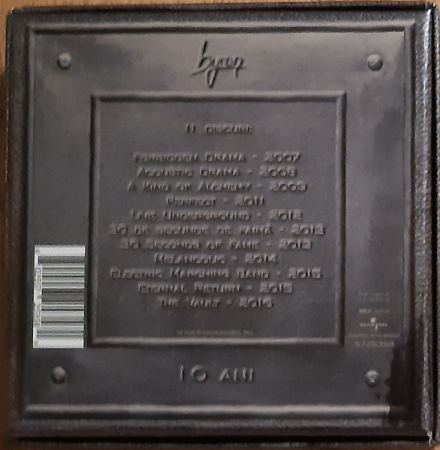 byron
11 discuri
Forbidden Drama - 2007
Acoustic Drama - 2008
A Kind of Alchemy - 2009
Perfect - 2011
Live Underground - 2012
30 de secunde de faimă - 2013
30 Seconds of Fame - 2013
Melancolic - 2014
Electric Marching Band - 2015
Eternal Return - 2015
The Vault - 2016
10 ani